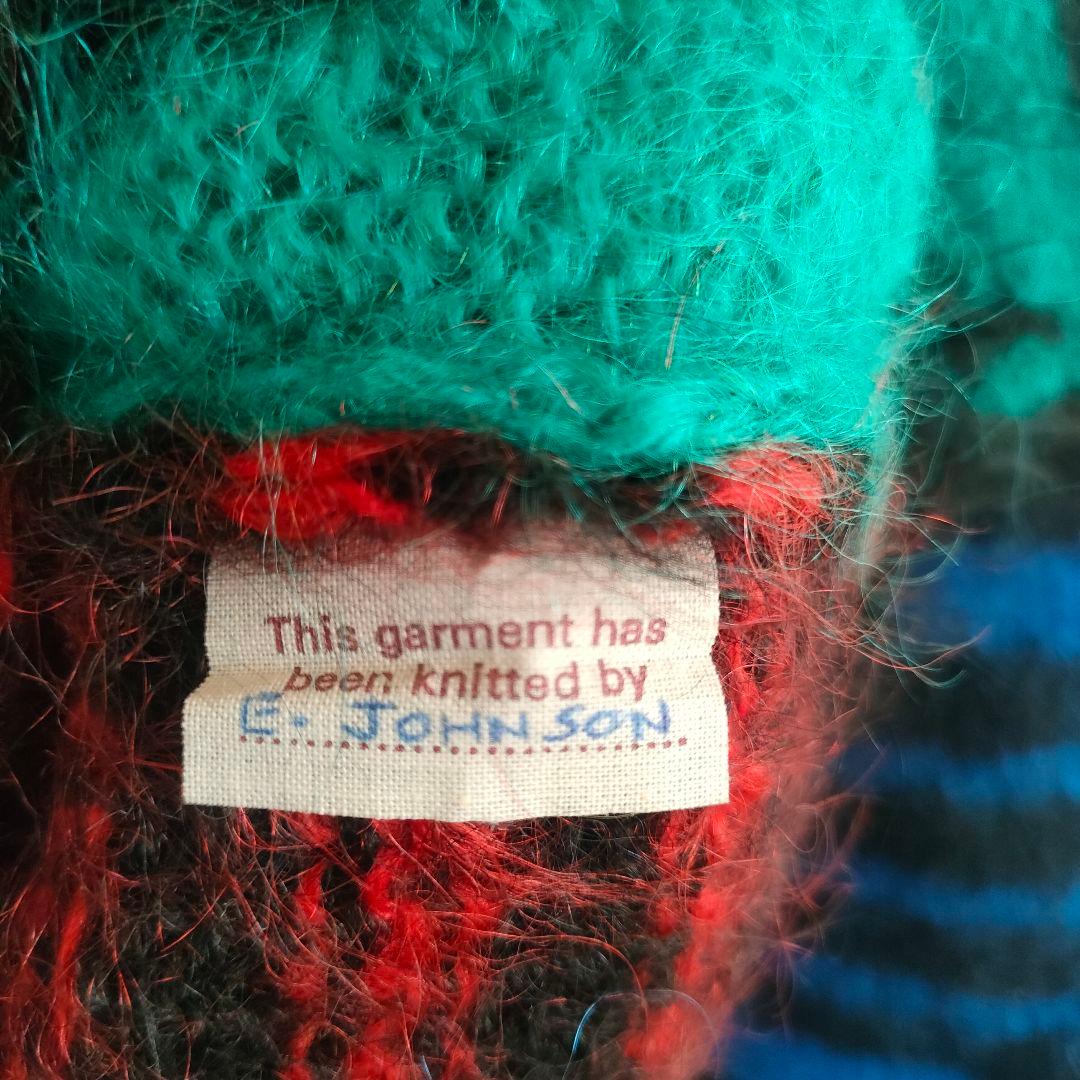 This garment has
been knitted by
E. JOHNSON